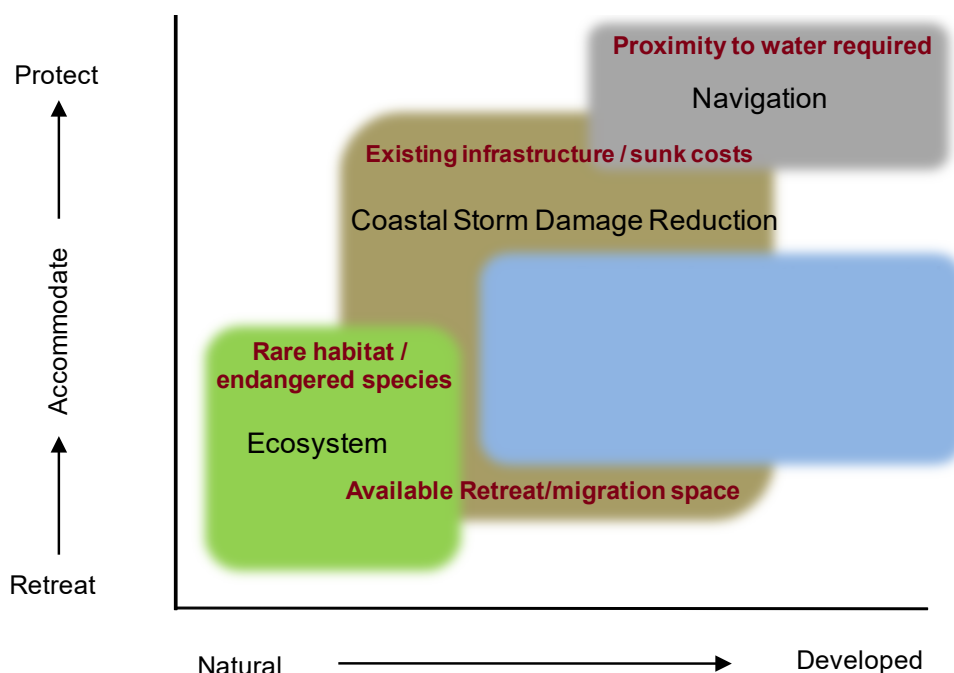 Proximity to water required
Protect
Navigation
Existing infrastructure / sunk costs
Coastal Storm Damage Reduction
Accommodate
Rare habitat /
endangered species
Ecosystem
Available Retreat/migration space
Retreat
Natural
Developed